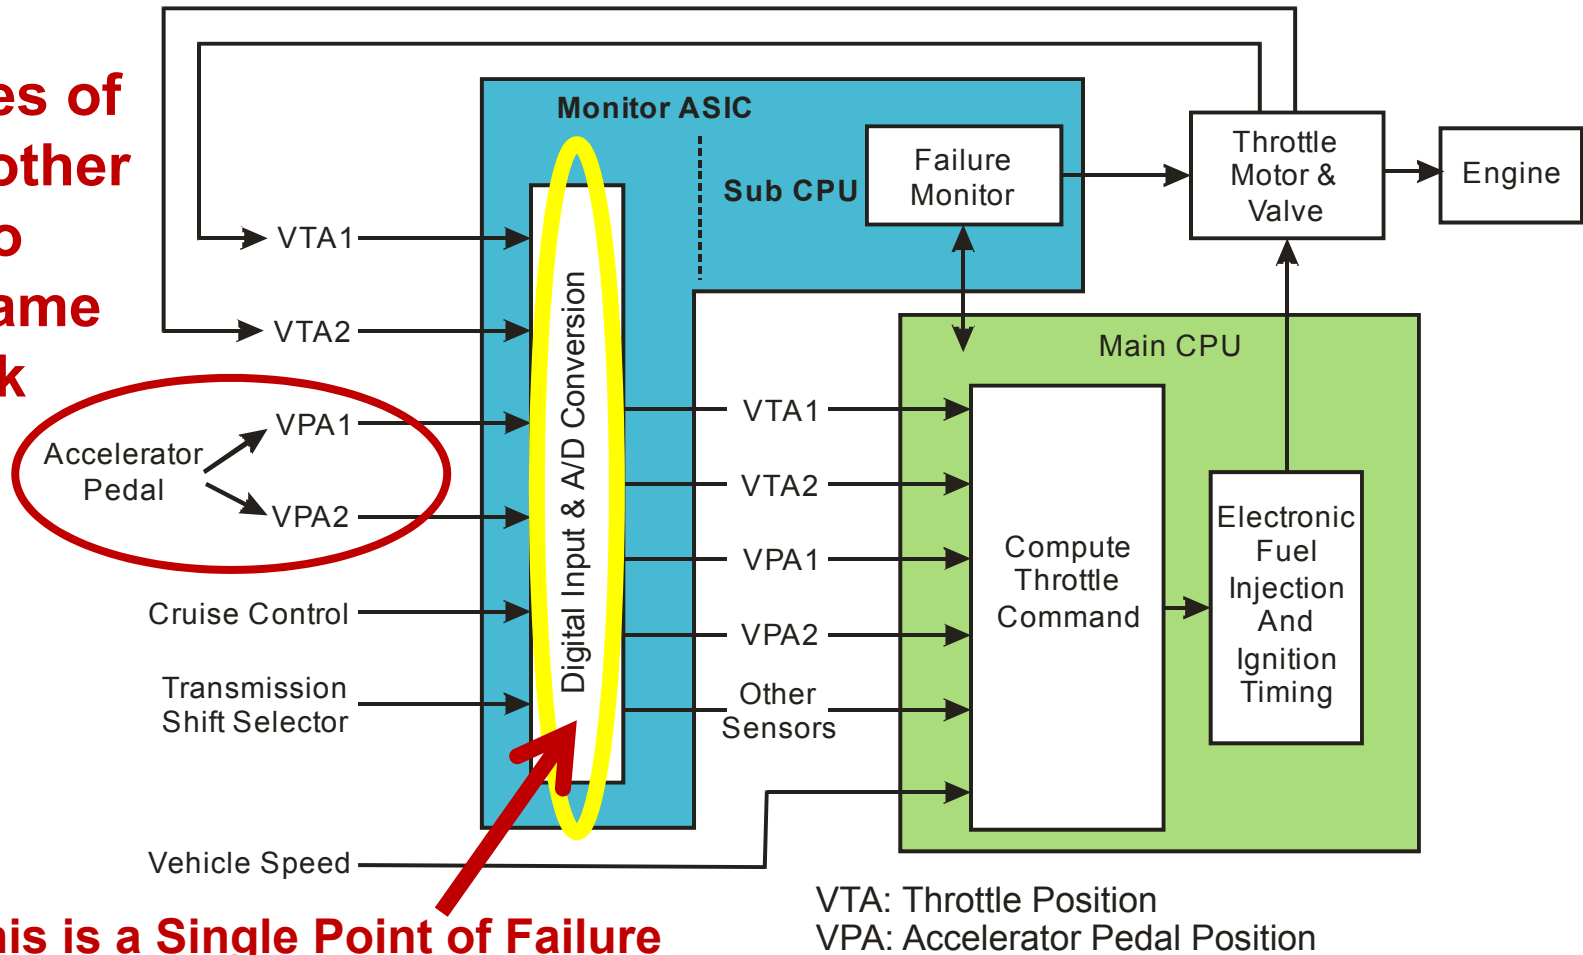 es of
other
o
ame
k
Monitor ASIC
Sub CPU
Failure
Monitor
Throttle
Motor &
Valve
Engine
VTA1
VTA2
VPA1
Accelerator
Pedal
VPA2
Cruise Control
Transmission
Shift Selector
Vehicle Speed
Digital Input & A/D Conversion
VTA1
VTA2
VPA1
VPA2
Other
Sensors
Main CPU
Compute
Throttle
Command
Electronic
Fuel
Injection
And
Ignition
Timing
his is a Single Point of Failure
VTA: Throttle Position
VPA: Accelerator Pedal Position